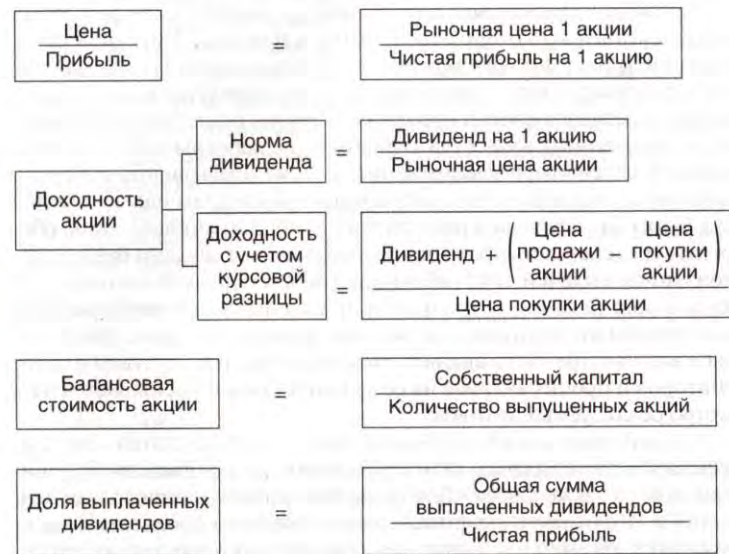 Цена
Прибыль
=
Рыночная цена 1 акции
Чистая прибыль на 1 акцию
Доходность
акции
Норма
дивиденда
=
Дивиденд на 1 акцию
Рыночная цена акции
Доходность
с учетом
курсовой
разницы
=
Дивиденд + ( Цена продажи акции – Цена покупки акции )
Цена покупки акции
Балансовая
стоимость акции
=
Собственный капитал
Количество выпущенных акций
Доля выплаченных
дивидендов
=
Общая сумма
выплаченных дивидендов
Чистая прибыль